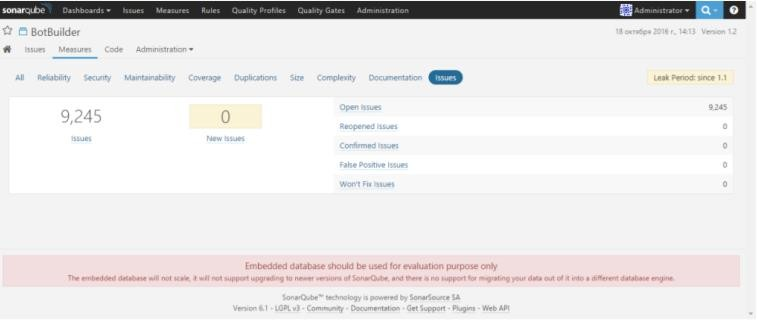 sonarqube Dashboards Issues Measures Rules Quality Profiles Quality Gates Administration Administrator ?
BotBuilder 18 октября 2016 г., 14:13 Version 1.2
Issues Measures Code Administration
All Reliability Security Maintainability Coverage Duplications Size Complexity Documentation Issues Leak Period: since 1.1
9,245
Issues
0
New Issues
Open Issues 9,245
Reopened Issues 0
Confirmed Issues 0
False Positive Issues 0
Won't Fix Issues 0
Embedded database should be used for evaluation purpose only
The embedded database will not scale, it will not support upgrading to newer versions of SonarQube, and there is no support for migrating your data out of it into a different database engine.
SonarQube™ technology is powered by SonarSource SA
Version 6.1 - LGPL v3 - Community - Documentation - Get Support - Plugins - Web API